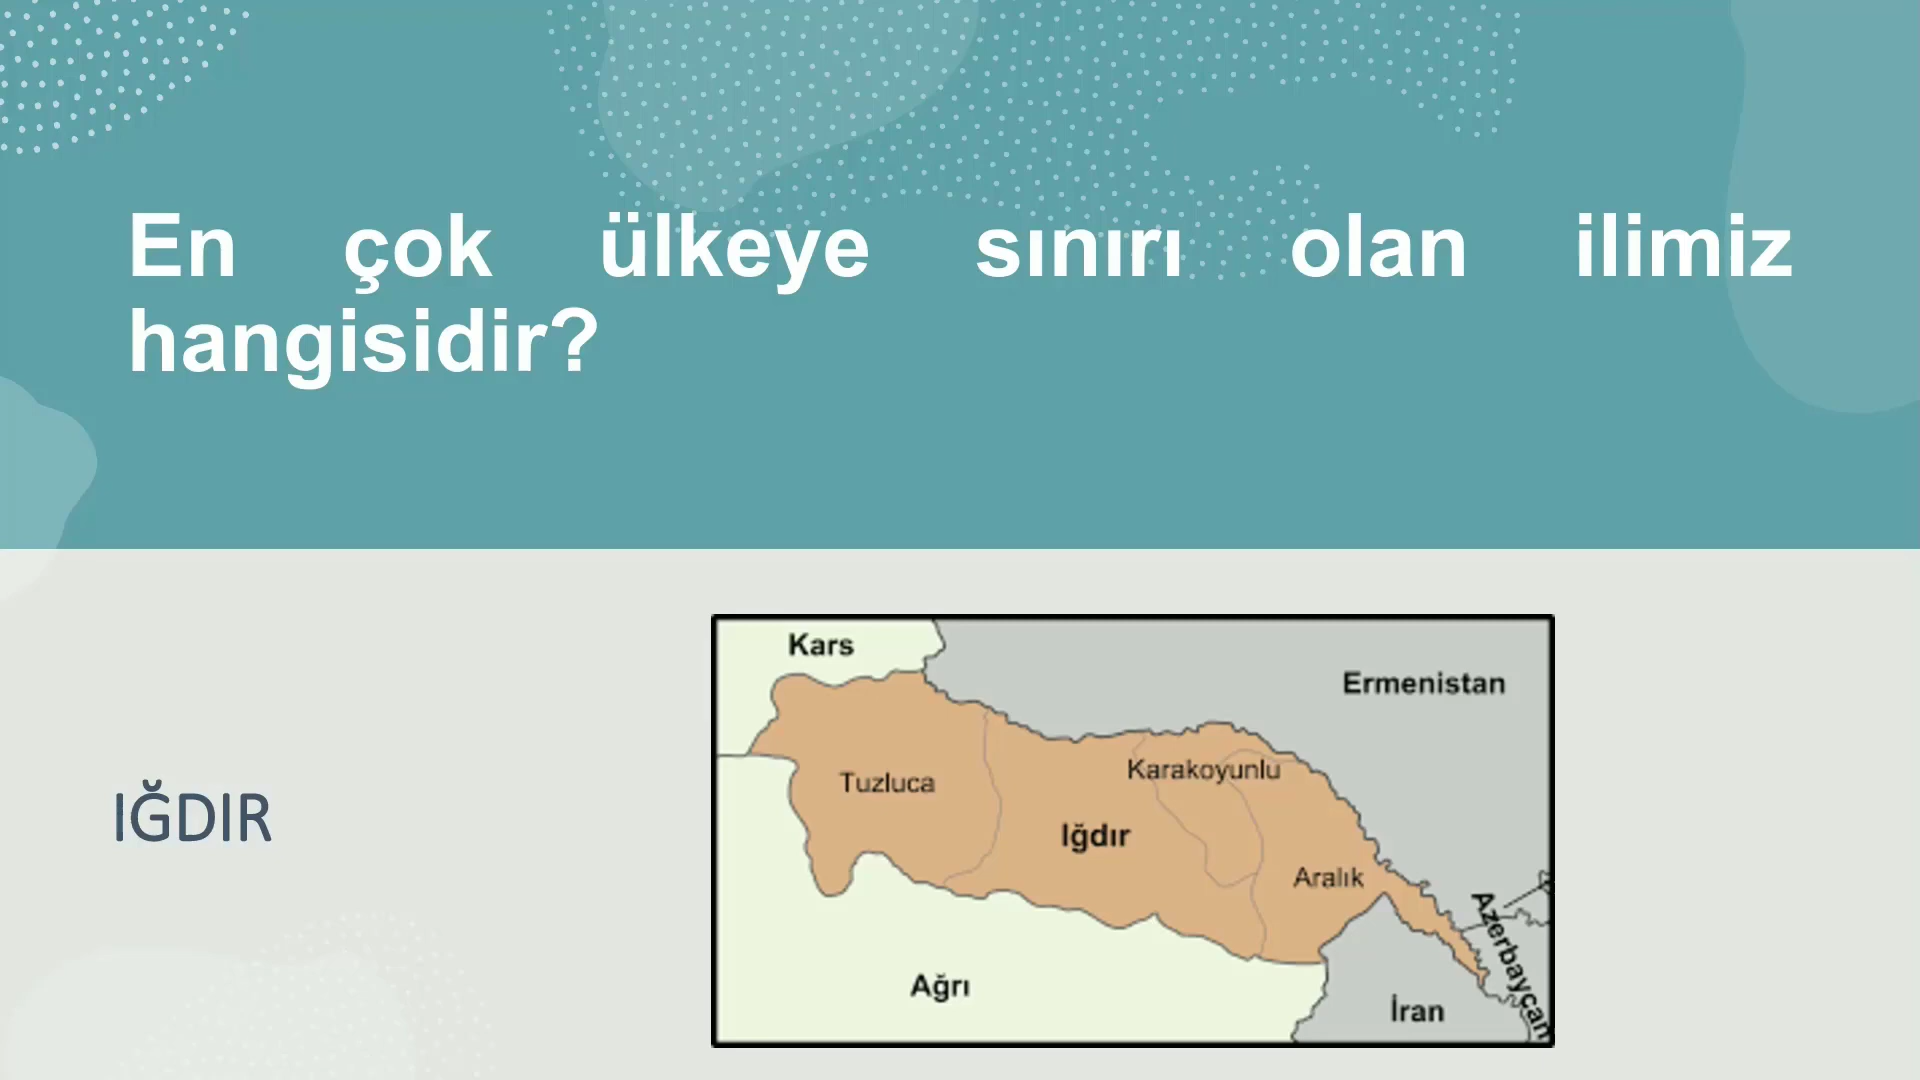 En çok ülkeye sınırı olan ilimiz
hangisidir?
IĞDIR
Kars
Ermenistan
Tuzluca
Karakoyunlu
Iğdır
Aralık
Azerbaycan
Ağrı
İran